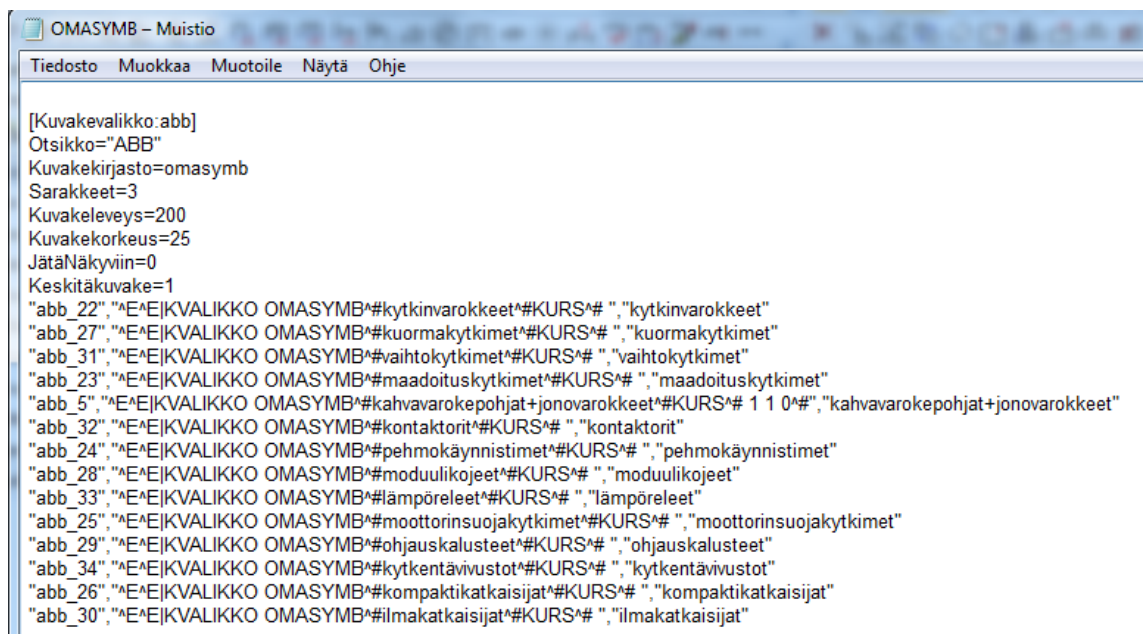 OMASYMB – Muistio
Tiedosto Muokkaa Muotoile Näytä Ohje
[Kuvakevalikko:abb]
Otsikko="ABB"
Kuvakekirjasto=omasymb
Sarakkeet=3
Kuvakeleveys=200
Kuvakekorkeus=25
JätäNäkyviin=0
Keskitäkuvake=1
"abb_22","^E^E|KVALIKKO OMASYMB^#kytkinvarokkeet^#KURS^# ","kytkinvarokkeet"
"abb_27","^E^E|KVALIKKO OMASYMB^#kuormakytkimet^#KURS^# ","kuormakytkimet"
"abb_31","^E^E|KVALIKKO OMASYMB^#vaihtokytkimet^#KURS^# ","vaihtokytkimet"
"abb_23","^E^E|KVALIKKO OMASYMB^#maadoituskytkimet^#KURS^# ","maadoituskytkimet"
"abb_5","^E^E|KVALIKKO OMASYMB^#kahvavarokepohjat+jonovarokkeet^#KURS^# 1 1 0^#","kahvavarokepohjat+jonovarokkeet"
"abb_32","^E^E|KVALIKKO OMASYMB^#kontaktorit^#KURS^# ","kontaktorit"
"abb_24","^E^E|KVALIKKO OMASYMB^#pehmokäynnistimet^#KURS^# ","pehmokäynnistimet"
"abb_28","^E^E|KVALIKKO OMASYMB^#moduulikojeet^#KURS^# ","moduulikojeet"
"abb_33","^E^E|KVALIKKO OMASYMB^#lämpöreleet^#KURS^# ","lämpöreleet"
"abb_25","^E^E|KVALIKKO OMASYMB^#moottorinsuojakytkimet^#KURS^# ","moottorinsuojakytkimet"
"abb_29","^E^E|KVALIKKO OMASYMB^#ohjauskalusteet^#KURS^# ","ohjauskalusteet"
"abb_34","^E^E|KVALIKKO OMASYMB^#kytkentävivustot^#KURS^# ","kytkentävivustot"
"abb_26","^E^E|KVALIKKO OMASYMB^#kompaktikatkaisijat^#KURS^# ","kompaktikatkaisijat"
"abb_30","^E^E|KVALIKKO OMASYMB^#ilmakatkaisijat^#KURS^# ","ilmakatkaisijat"